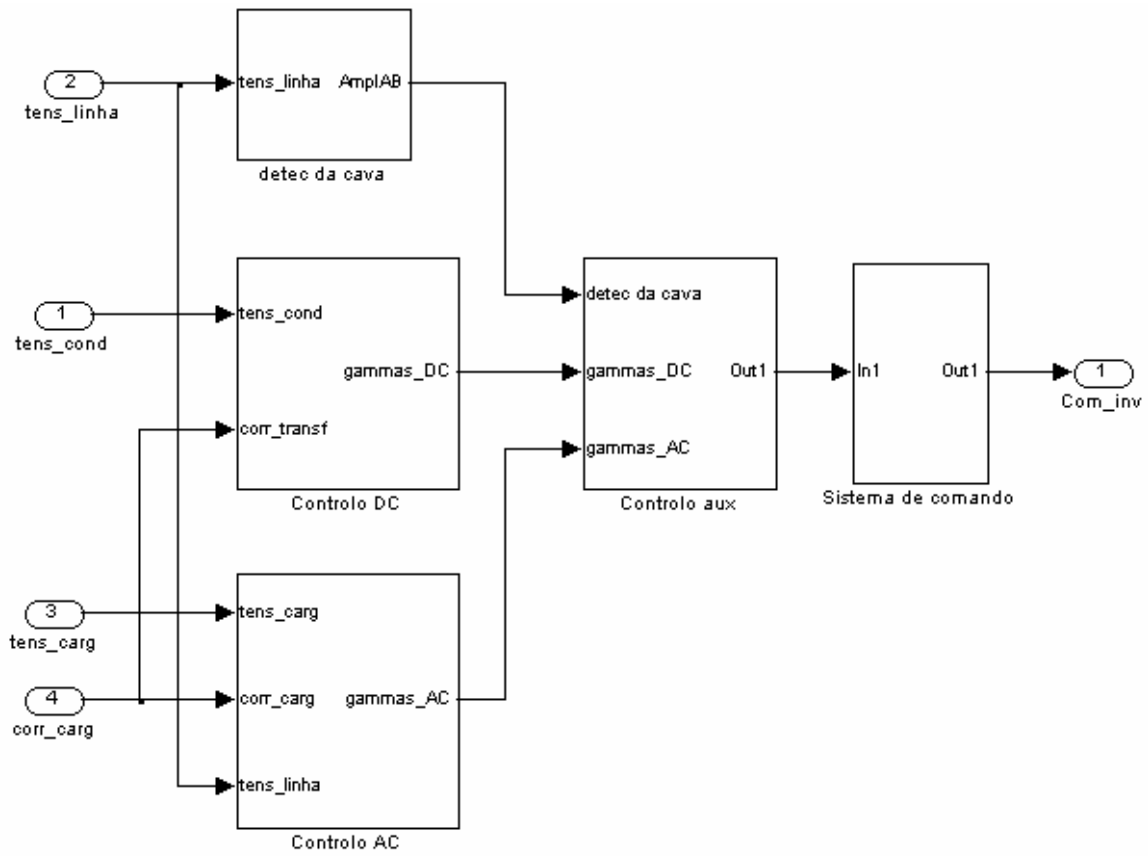 2
tens_linha
tens_linha
AmplAB
detec da cava
1
tens_cond
tens_cond
gammas_DC
corr_transf
Controlo DC
detec da cava
gammas_DC
Out1
gammas_AC
Controlo aux
In1
Out1
Sistema de comando
1
Com_inv
3
tens_carg
4
corr_carg
tens_carg
corr_carg
gammas_AC
tens_linha
Controlo AC